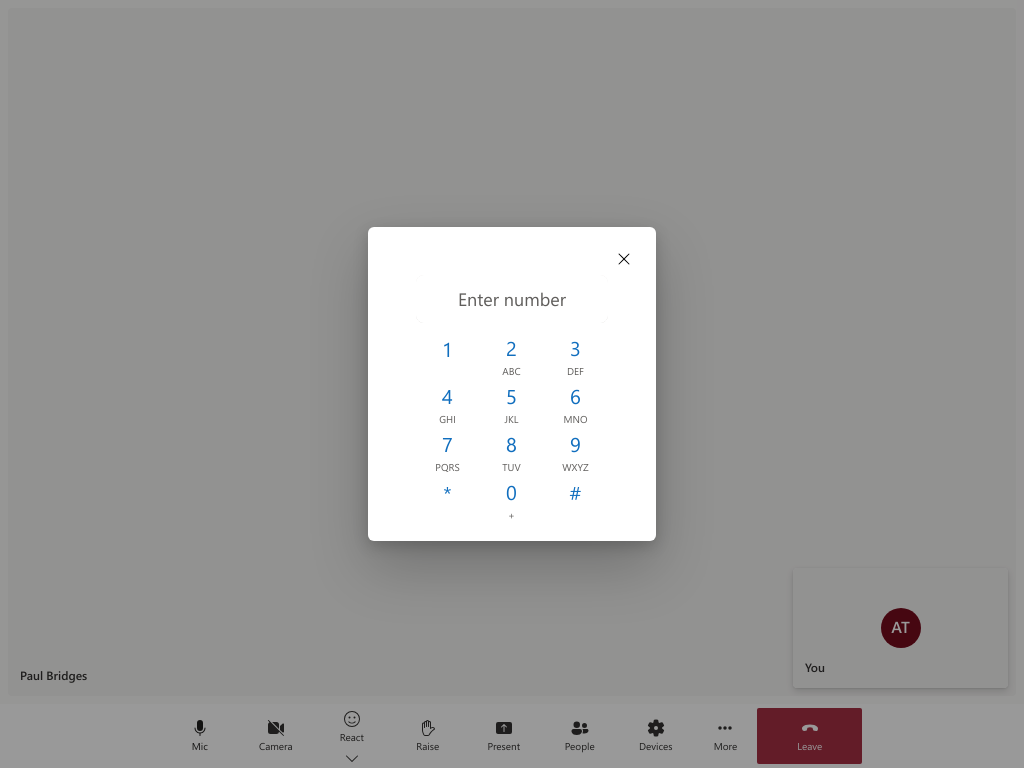 Enter number
1 2 3
ABC DEF
4 5 6
GHI JKL MNO
7 8 9
PQRS TUV WXYZ
* 0 #
+
AT
You
Paul Bridges
Mic Camera React Raise Present People Devices More Leave